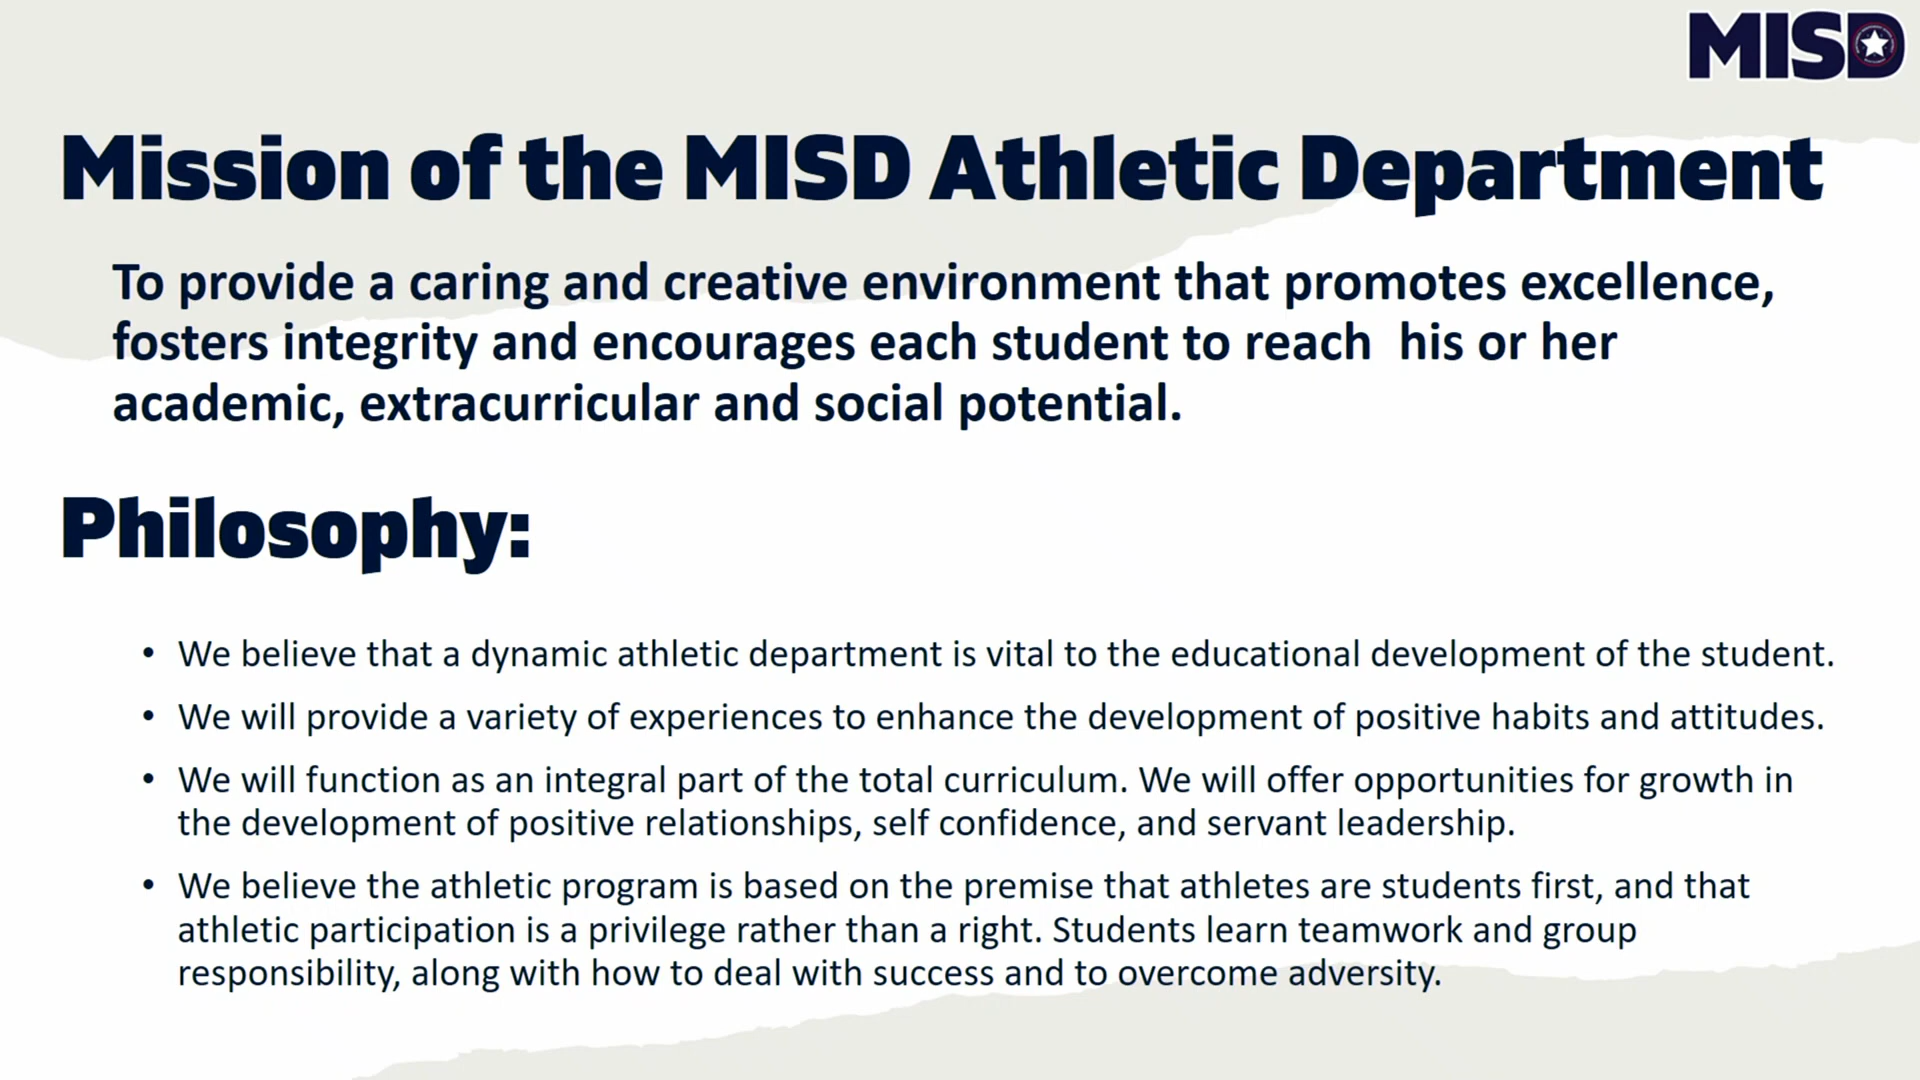 MISD
Mission of the MISD Athletic Department
To provide a caring and creative environment that promotes excellence,
fosters integrity and encourages each student to reach  his or her
academic, extracurricular and social potential.
Philosophy:
• We believe that a dynamic athletic department is vital to the educational development of the student.
• We will provide a variety of experiences to enhance the development of positive habits and attitudes.
• We will function as an integral part of the total curriculum. We will offer opportunities for growth in
the development of positive relationships, self confidence, and servant leadership.
• We believe the athletic program is based on the premise that athletes are students first, and that
athletic participation is a privilege rather than a right. Students learn teamwork and group
responsibility, along with how to deal with success and to overcome adversity.